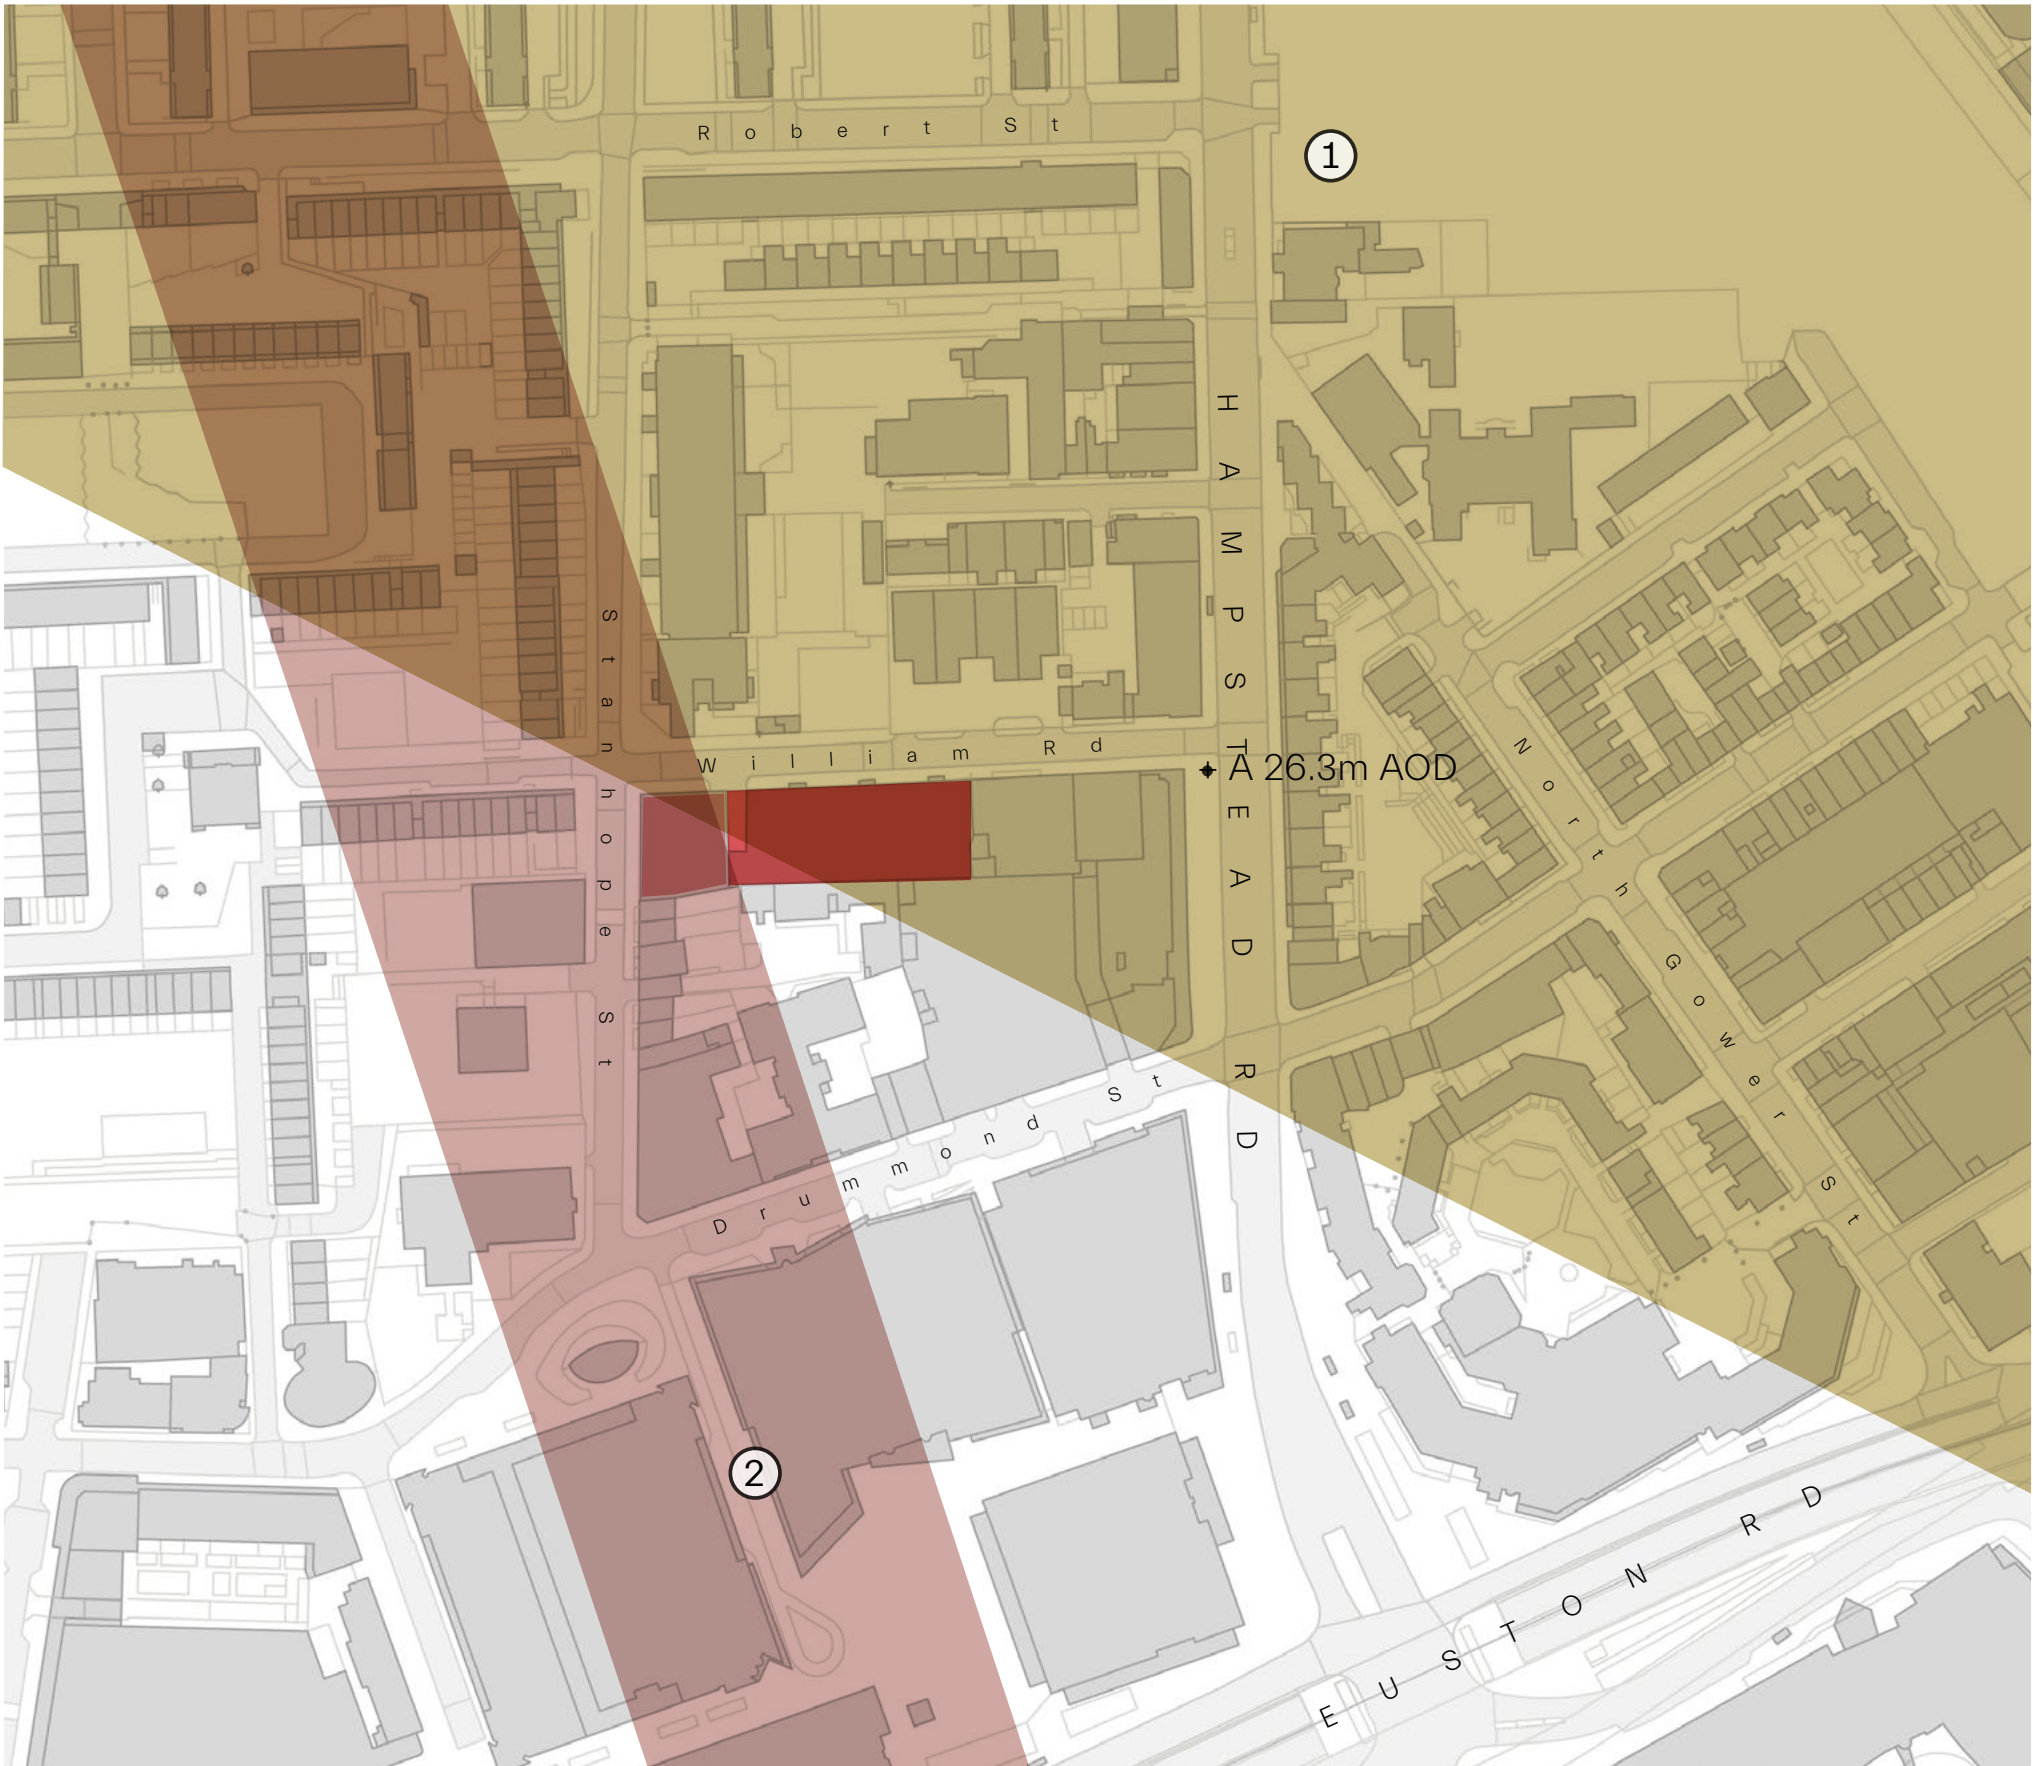 Robert St
1
HAMPSTEAD RD
Stanhope St
William Rd
A 26.3m AOD
North Gower St
Drummond St
2
EUSTON RD